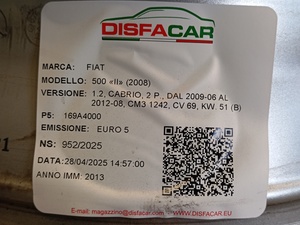 DISFACAR
MARCA: FIAT
MODELLO: 500 «II» (2008)
VERSIONE: 1.2, CABRIO, 2 P., DAL 2009-06 AL
2012-08, CM3 1242, CV 69, KW. 51 (B)
P5: 169A4000
EMISSIONE: EURO 5
NS: 952/2025
DATA:28/04/2025 14:57:00
ANNO IMM: 2013
E-mail: magazzino@disfacar.it
WWW.DISFACAR.EU